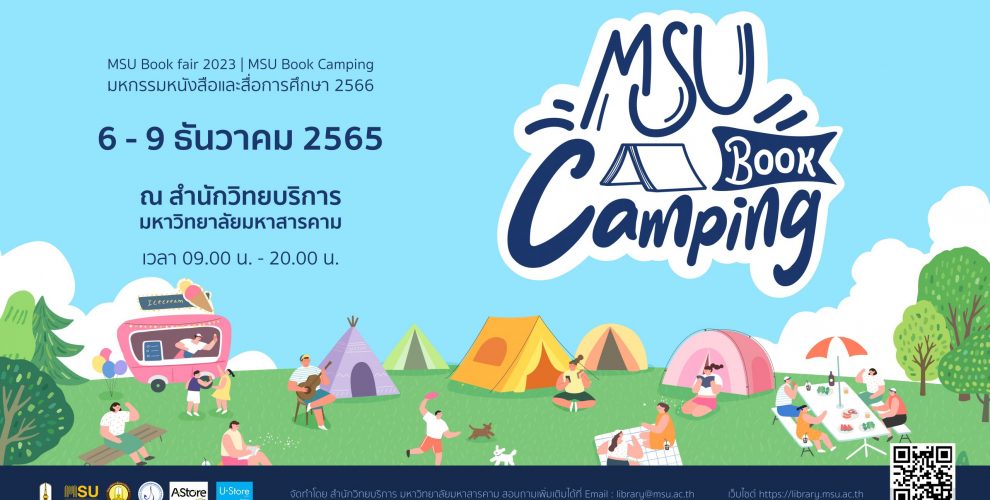 MSU Book fair 2023 | MSU Book Camping
มหกรรมหนังสือและสื่อการศึกษา 2566
6 - 9 ธันวาคม 2565
ณ สำนักวิทยบริการ
มหาวิทยาลัยมหาสารคาม
เวลา 09.00 น. - 20.00 น.
MSU
BOOK
Camping
Icecream
MSU
AStore
U-Store
จัดทำโดย สำนักวิทยบริการ มหาวิทยาลัยมหาสารคาม สอบถามเพิ่มเติมได้ที่ Email : library@msu.ac.th
เว็บไซต์ https://library.msu.ac.th